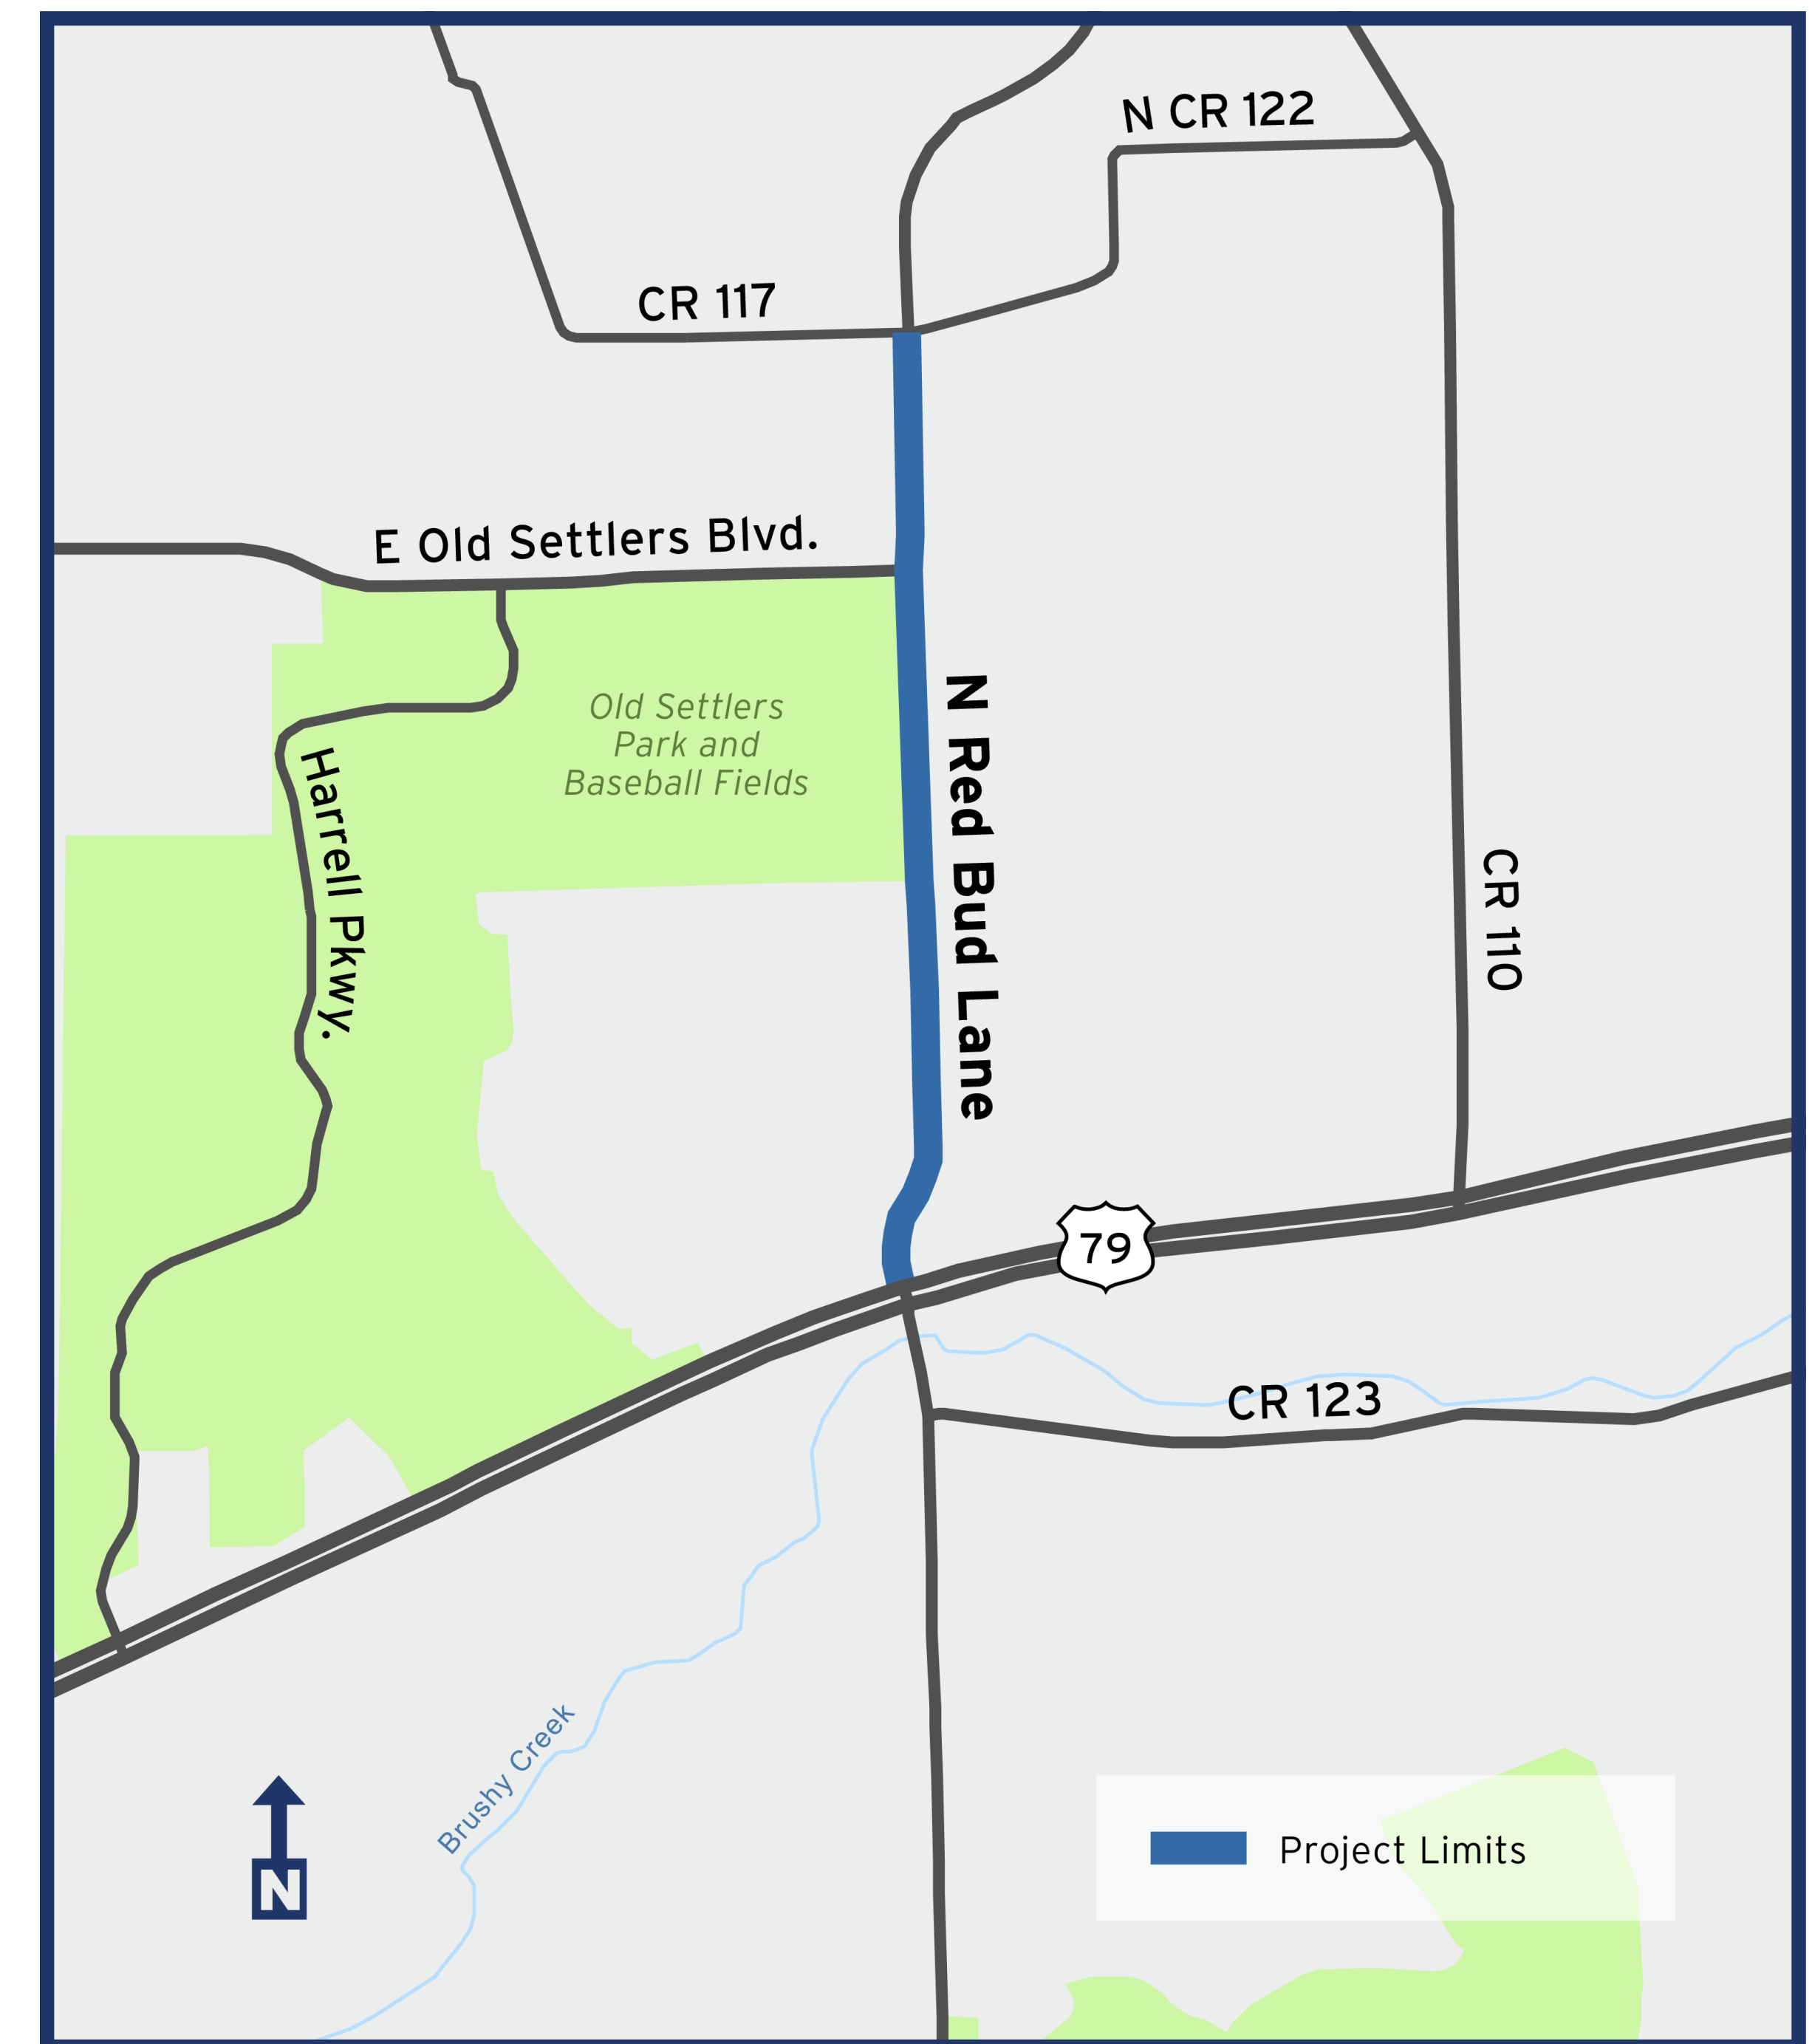 N CR 122
CR 117
E Old Settlers Blvd.
Old Settlers
Park and
Baseball Fields
N Red Bud Lane
Harrell Pkwy.
CR 110
79
CR 123
Brushy Creek
Project Limits
N